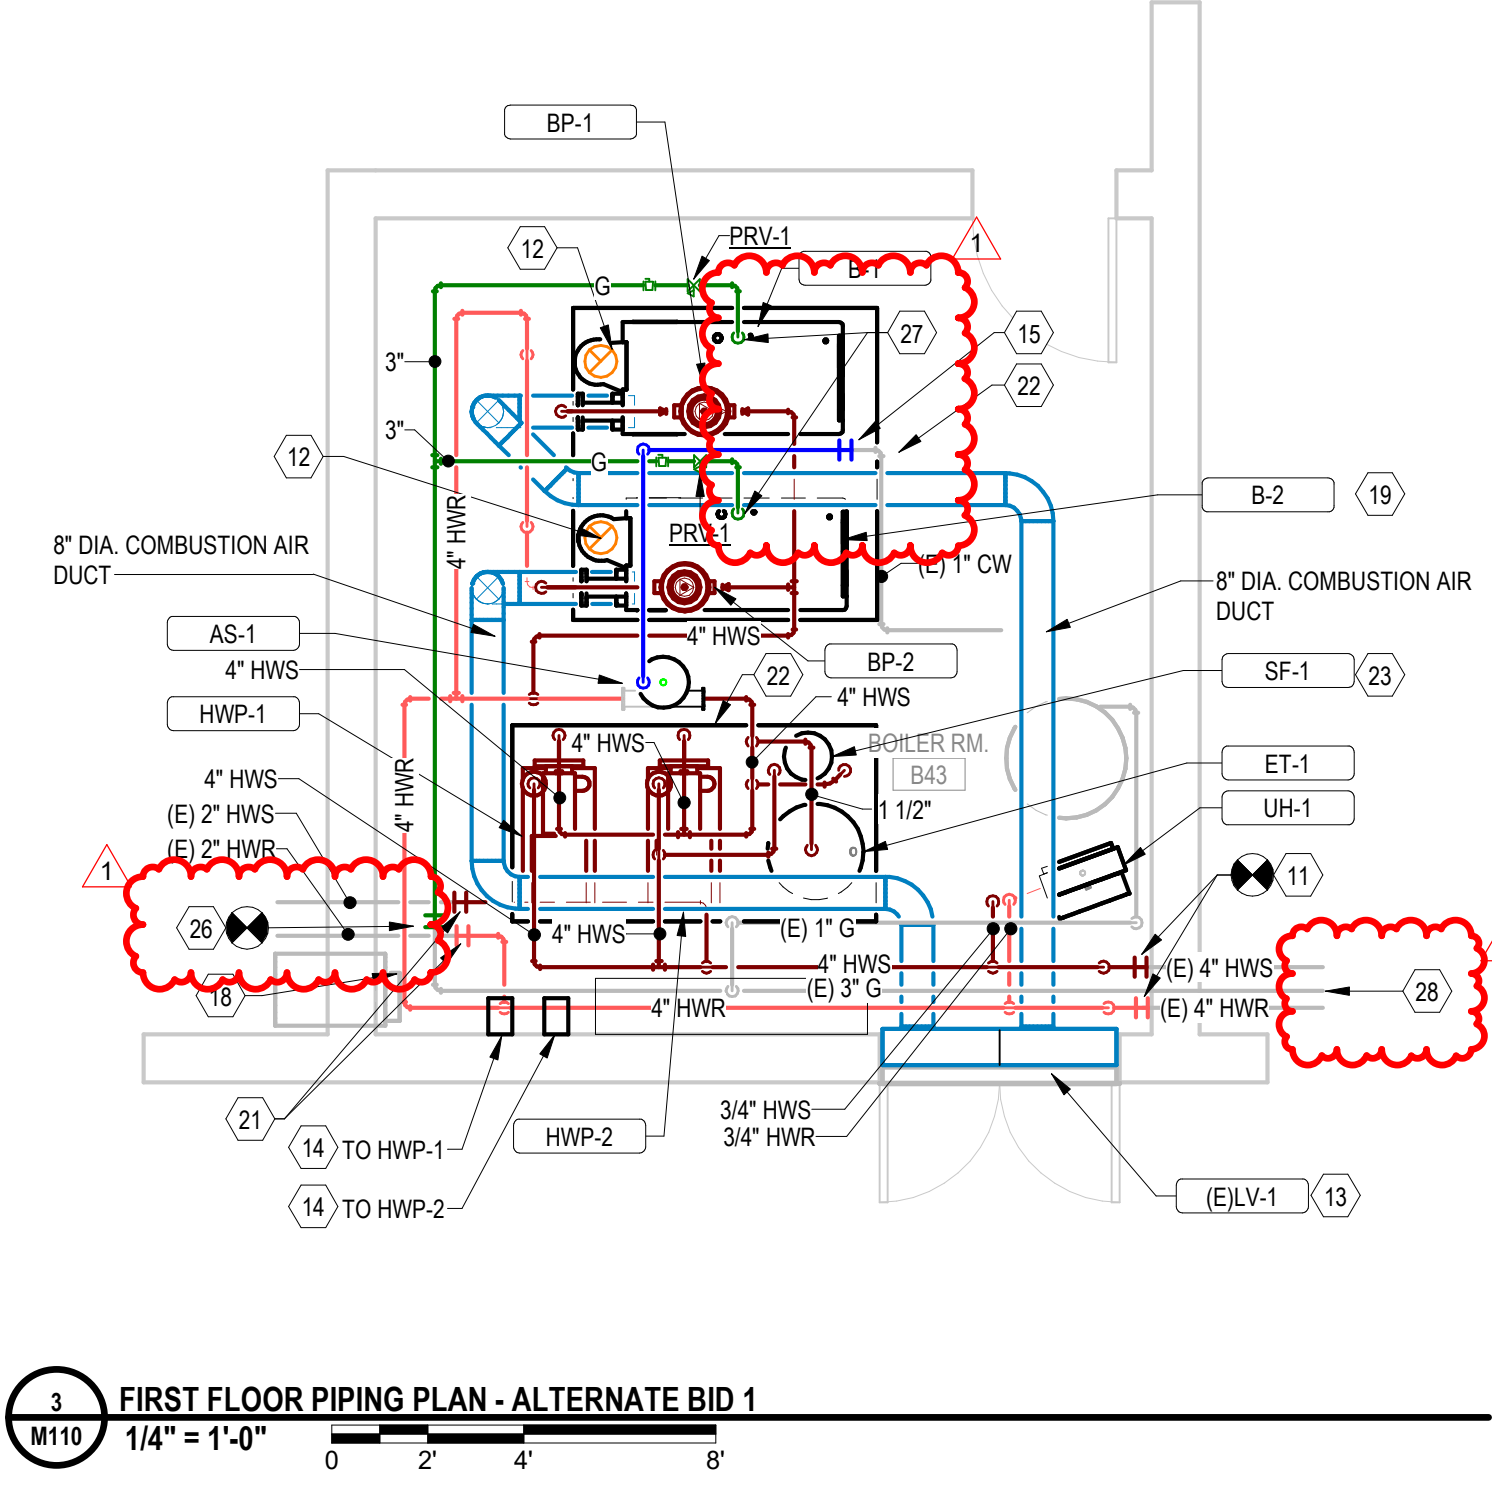 BP-1
PRV-1
1
12
B-1
G
27
15
3"
22
3"
12
G
4" HWR
B-2
19
PRV-1
8" DIA. COMBUSTION AIR
DUCT
(E) 1" CW
8" DIA. COMBUSTION AIR
DUCT
AS-1
4" HWS
BP-2
4" HWS
22
SF-1
23
4" HWS
HWP-1
4" HWS
BOILER RM.
B43
ET-1
4" HWS
4" HWR
(E) 2" HWS
1 1/2"
UH-1
(E) 2" HWR
1
11
26
4" HWS
(E) 1" G
4" HWS
(E) 4" HWS
18
(E) 3" G
28
4" HWR
(E) 4" HWR
21
3/4" HWS
3/4" HWR
14 TO HWP-1
HWP-2
14 TO HWP-2
(E)LV-1
13
3
M110
FIRST FLOOR PIPING PLAN - ALTERNATE BID 1
1/4" = 1'-0"
0 2' 4' 8'